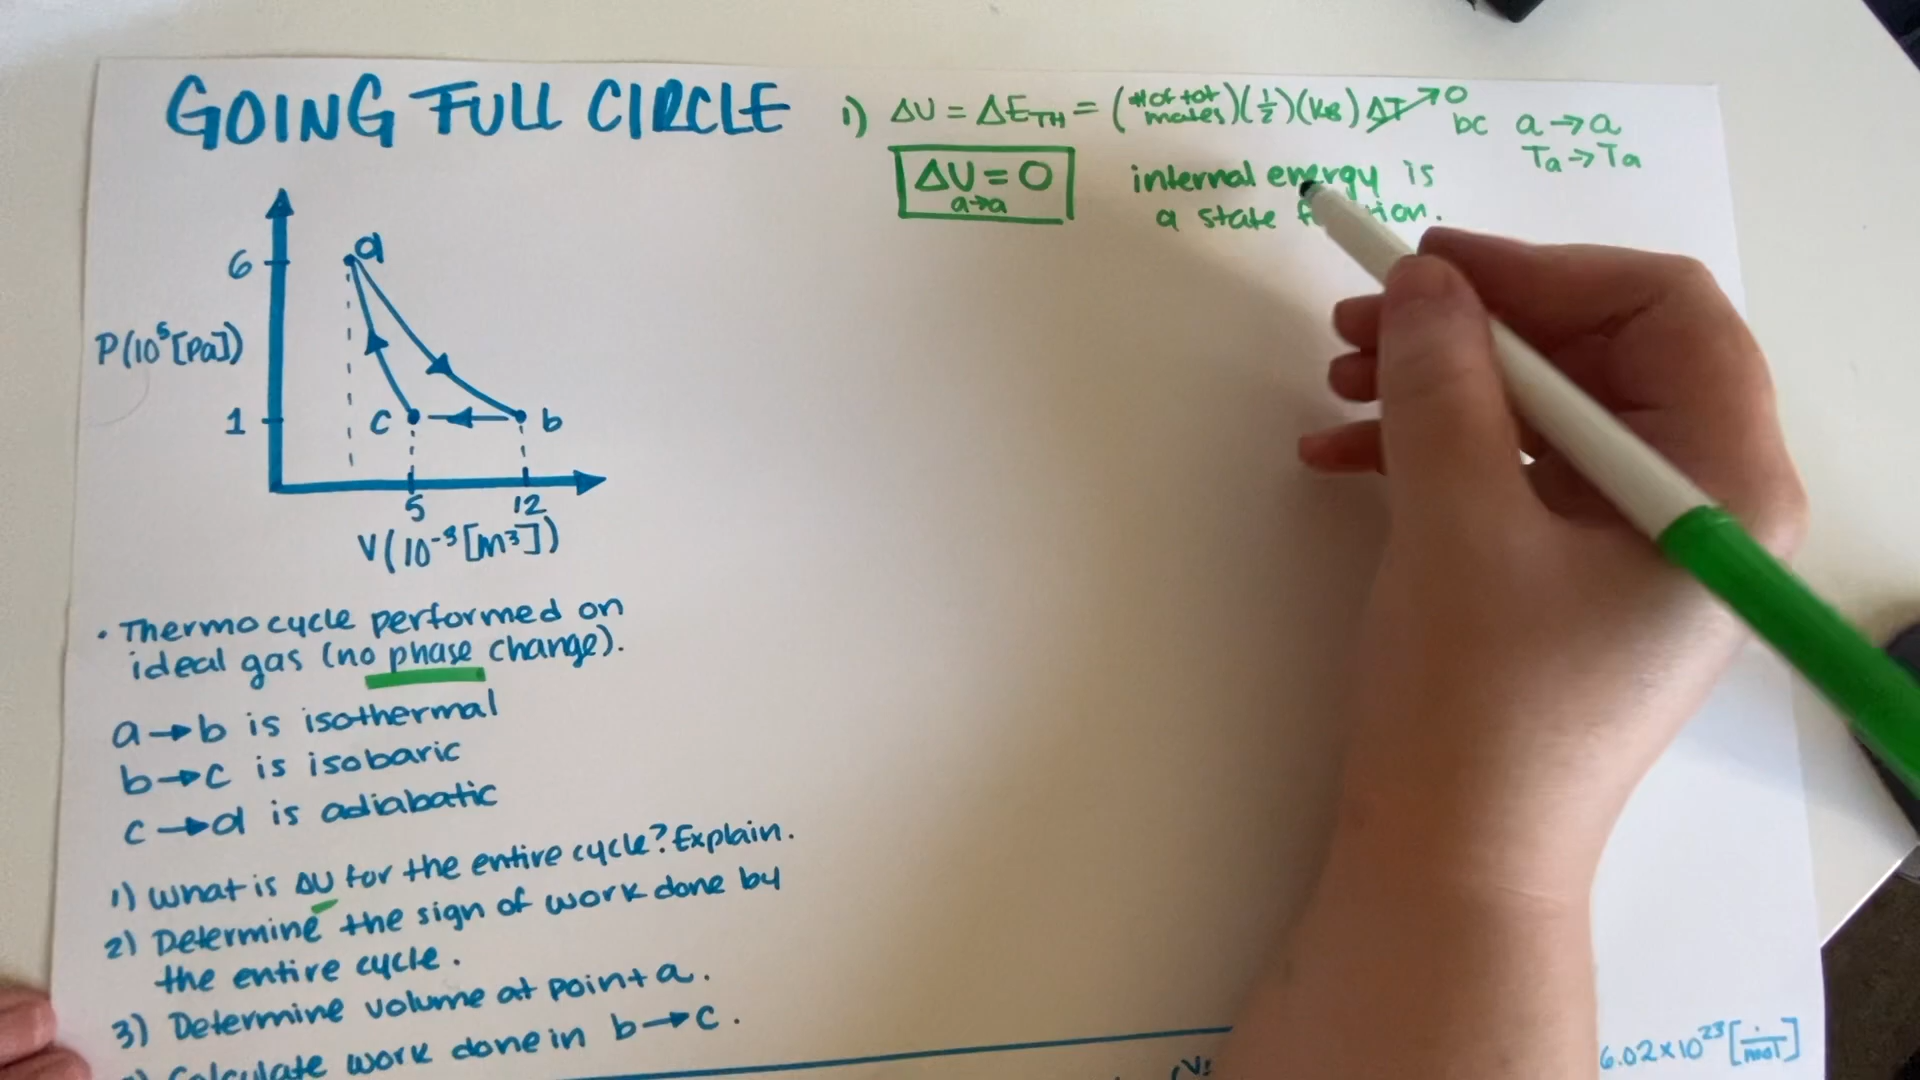 GOING FULL CIRCLE
6
a
P(10⁵[Pa])
1
c
b
5
12
V(10⁻³[m³])
• Thermocycle performed on
ideal gas (no phase change).
a→b is isothermal
b→c is isobaric
c→a is adiabatic
1) What is ΔU for the entire cycle? Explain.
2) Determine the sign of work done by
the entire cycle.
3) Determine volume at point a.
Calculate work done in b→c.
1) ΔU = ΔE_TH = (# of tot modes)(1/2)(k_B) ΔT→0
bc a→a
Ta→Ta
ΔU = 0
a→a
internal energy is
a state
6.02×10²³